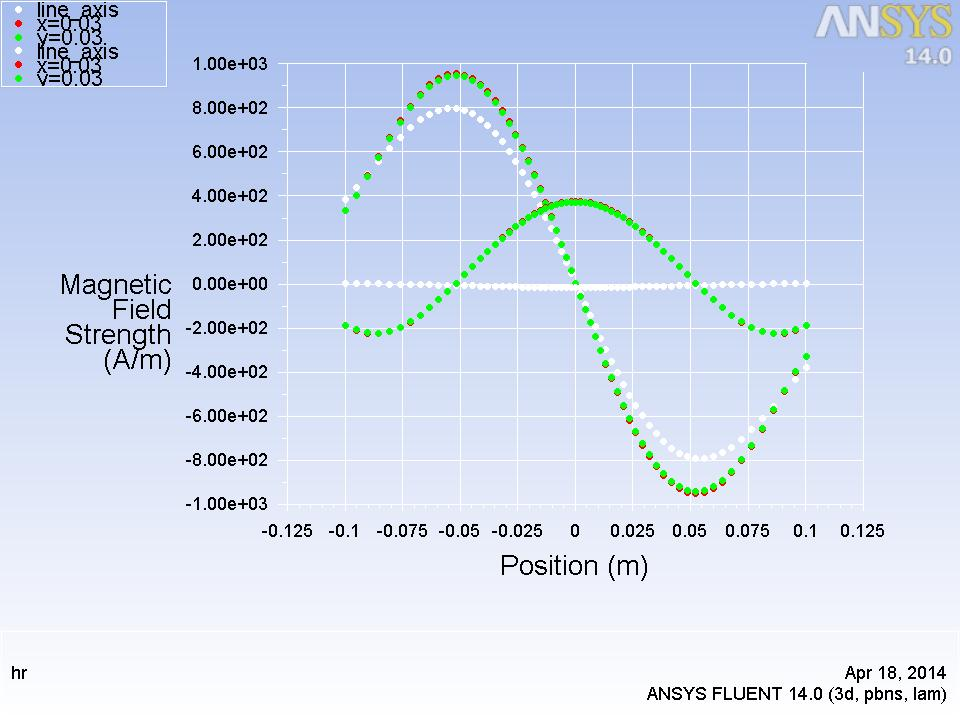 line_axis
x=0.03
y=0.03
line_axis
x=0.03
y=0.03
ANSYS
14.0
1.00e+03
8.00e+02
6.00e+02
4.00e+02
2.00e+02
0.00e+00
-2.00e+02
-4.00e+02
-6.00e+02
-8.00e+02
-1.00e+03
Magnetic
Field
Strength
(A/m)
-0.125 -0.1 -0.075 -0.05 -0.025 0 0.025 0.05 0.075 0.1 0.125
Position (m)
hr
Apr 18, 2014
ANSYS FLUENT 14.0 (3d, pbns, lam)